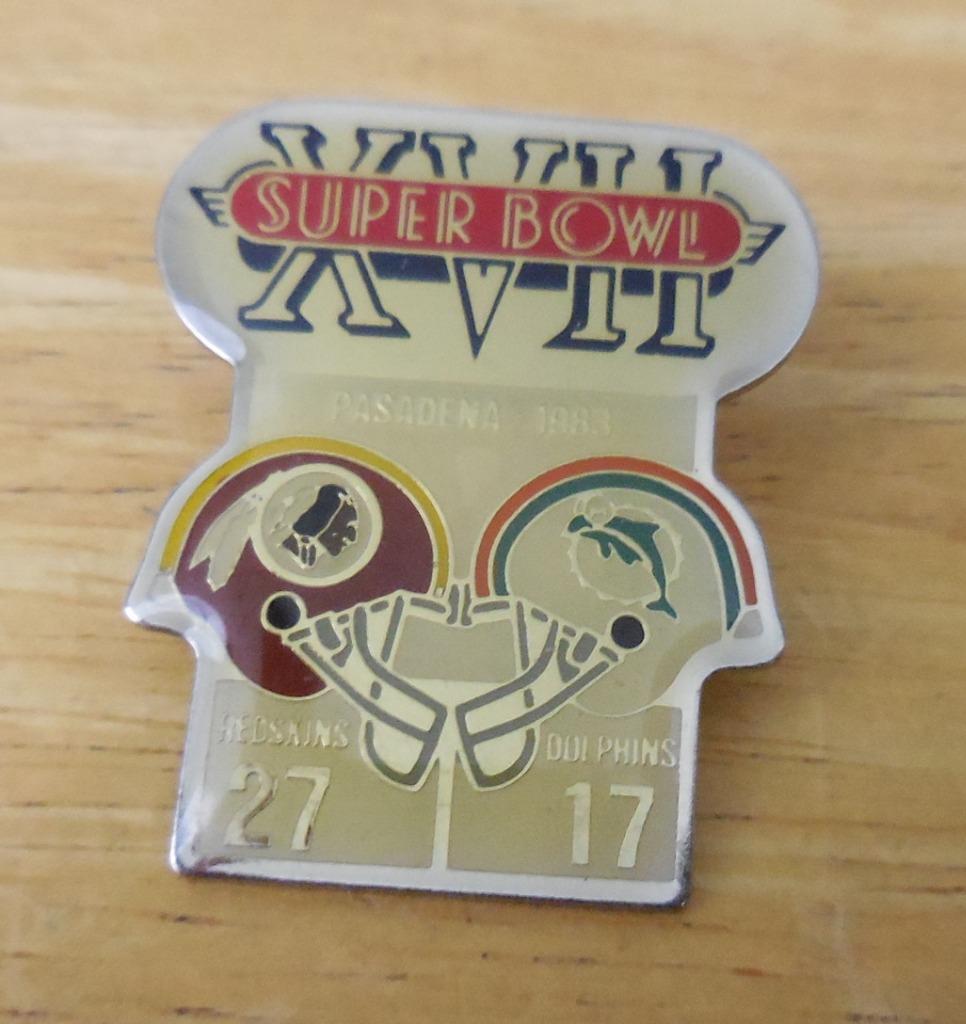 XVII
SUPER BOWL
PASADENA 1983
REDSKINS DOLPHINS
27 17